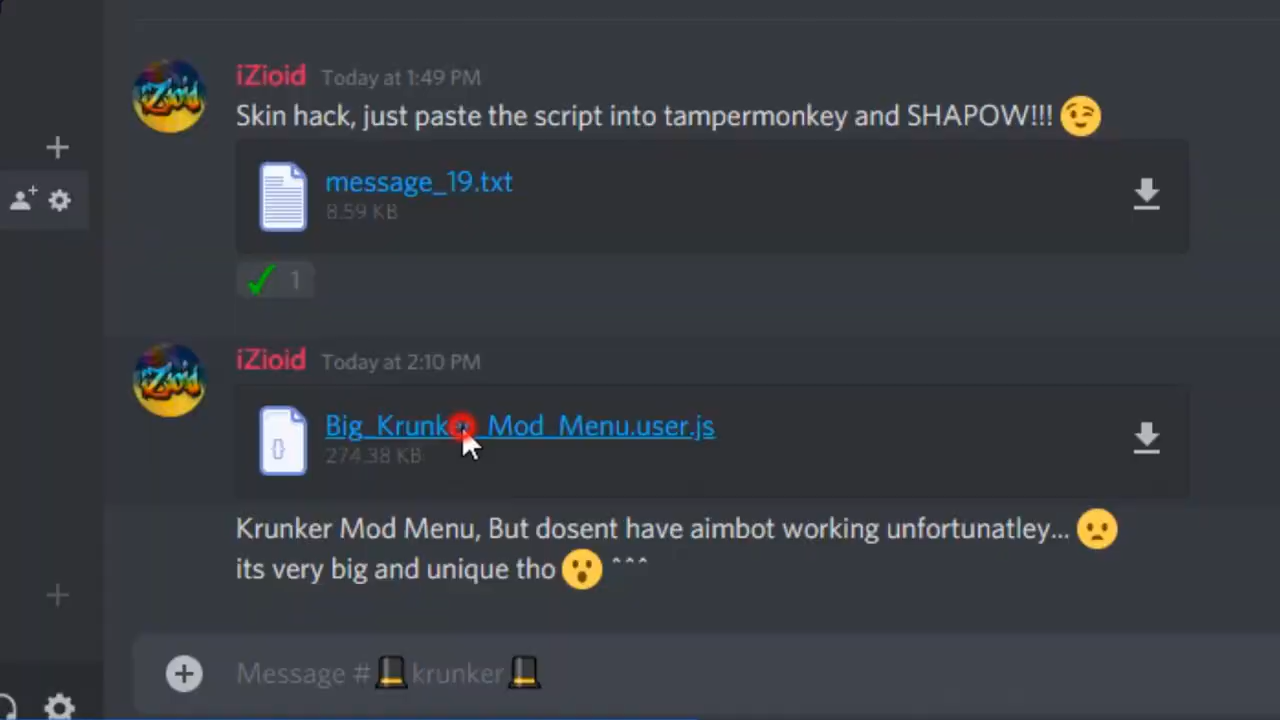 iZioid Today at 1:49 PM
Skin hack, just paste the script into tampermonkey and SHAPOW!!! 😉
message_19.txt
8.59 KB
1
iZioid Today at 2:10 PM
Big_Krunker_Mod_Menu.user.js
274.38 KB
Krunker Mod Menu, But dosent have aimbot working unfortunatley... 🙁
its very big and unique tho 😮 ^^^
Message #🎩krunker🎩